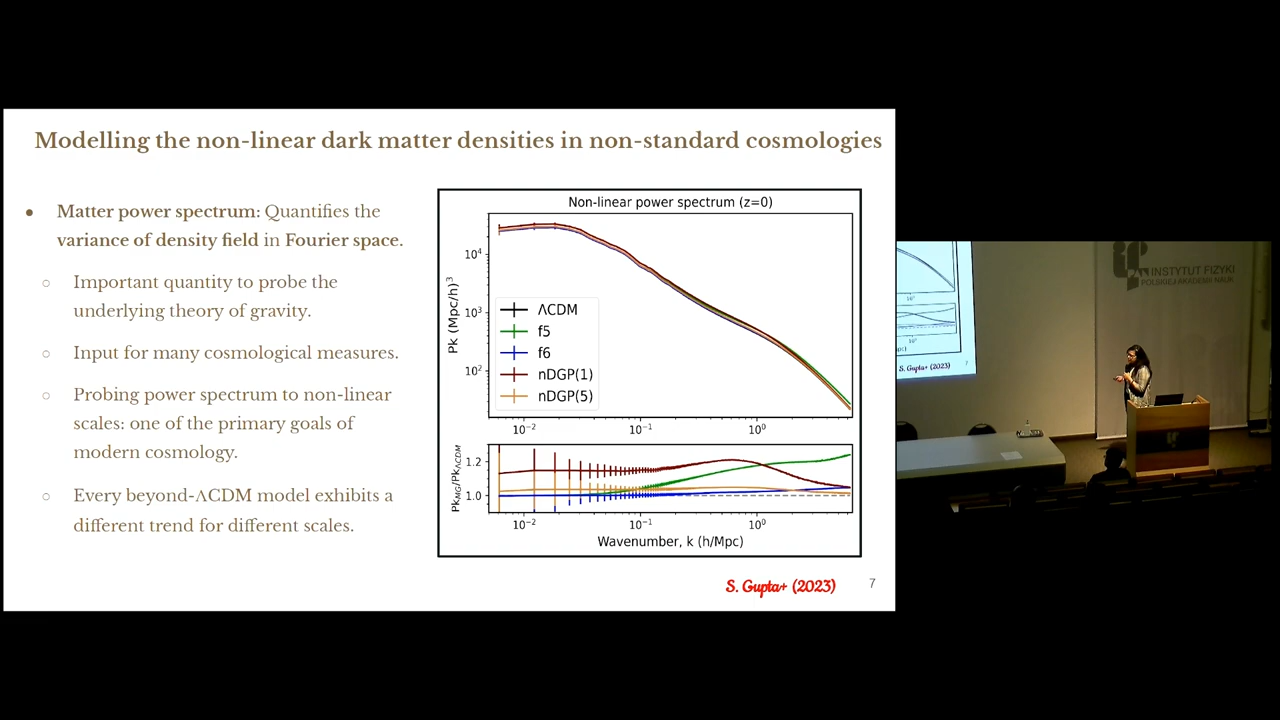 Modelling the non-linear dark matter densities in non-standard cosmologies
● Matter power spectrum: Quantifies the
variance of density field in Fourier space.
○ Important quantity to probe the
underlying theory of gravity.
○ Input for many cosmological measures.
○ Probing power spectrum to non-linear
scales: one of the primary goals of
modern cosmology.
○ Every beyond-ΛCDM model exhibits a
different trend for different scales.
Non-linear power spectrum (z=0)
Pk (Mpc/h)³
10⁴
10³
10²
ΛCDM
f5
f6
nDGP(1)
nDGP(5)
10⁻² 10⁻¹ 10⁰
Pk_MG/Pk_ΛCDM
1.2
1.0
10⁻² 10⁻¹ 10⁰
Wavenumber, k (h/Mpc)
S. Gupta+ (2023)
7
S. Gupta+ (2023)
7
INSTYTUT FIZYKI
POLSKIEJ AKADEMII NAUK